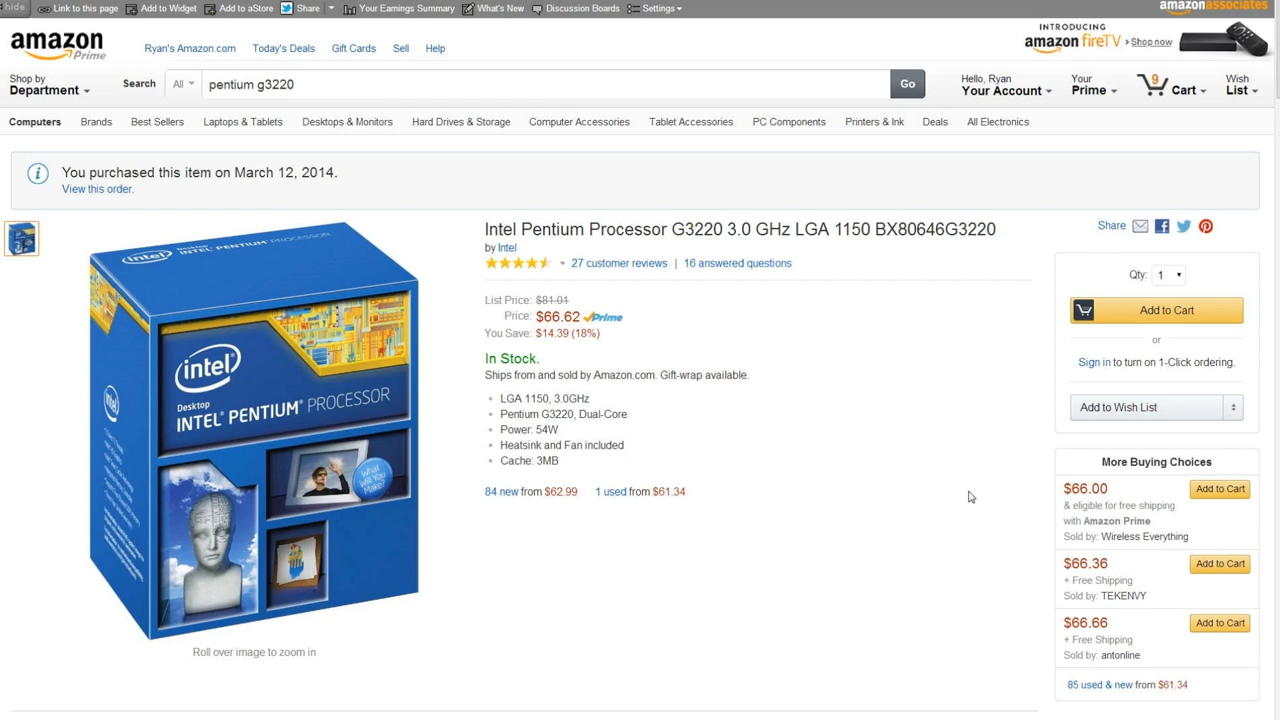 hide
Link to this page
Add to Widget
Add to aStore
Share
Your Earnings Summary
What's New
Discussion Boards
Settings
amazonassociates
amazon
Prime
Ryan's Amazon.com
Today's Deals
Gift Cards
Sell
Help
INTRODUCING
amazon fireTV
Shop now
Shop by
Department
Search
All
pentium g3220
Go
Hello, Ryan
Your Account
Your
Prime
9
Cart
Wish
List
Computers
Brands
Best Sellers
Laptops & Tablets
Desktops & Monitors
Hard Drives & Storage
Computer Accessories
Tablet Accessories
PC Components
Printers & Ink
Deals
All Electronics
i
You purchased this item on March 12, 2014.
View this order.
Desktop
intel INTEL PENTIUM PROCESSOR
intel
Desktop
INTEL® PENTIUM® PROCESSOR
intel
What
Will You
Make?
Roll over image to zoom in
Intel Pentium Processor G3220 3.0 GHz LGA 1150 BX80646G3220
by Intel
27 customer reviews | 16 answered questions
List Price: $81.01
Price: $66.62 Prime
You Save: $14.39 (18%)
In Stock.
Ships from and sold by Amazon.com. Gift-wrap available.
LGA 1150, 3.0GHz
Pentium G3220, Dual-Core
Power: 54W
Heatsink and Fan included
Cache: 3MB
84 new from $62.99 1 used from $61.34
Share
Qty: 1
Add to Cart
or
Sign in to turn on 1-Click ordering.
Add to Wish List
More Buying Choices
$66.00 Add to Cart
& eligible for free shipping
with Amazon Prime
Sold by: Wireless Everything
$66.36 Add to Cart
+ Free Shipping
Sold by: TEKENVY
$66.66 Add to Cart
+ Free Shipping
Sold by: antonline
85 used & new from $61.34